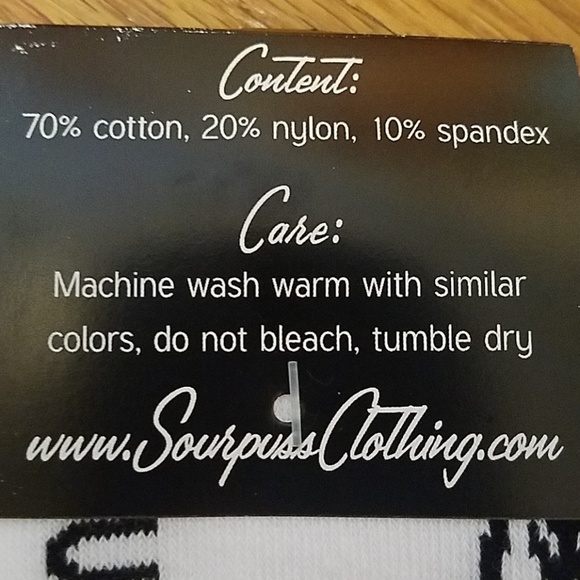 Content:
70% cotton, 20% nylon, 10% spandex
Care:
Machine wash warm with similar
colors, do not bleach, tumble dry
www.SourpussClothing.com